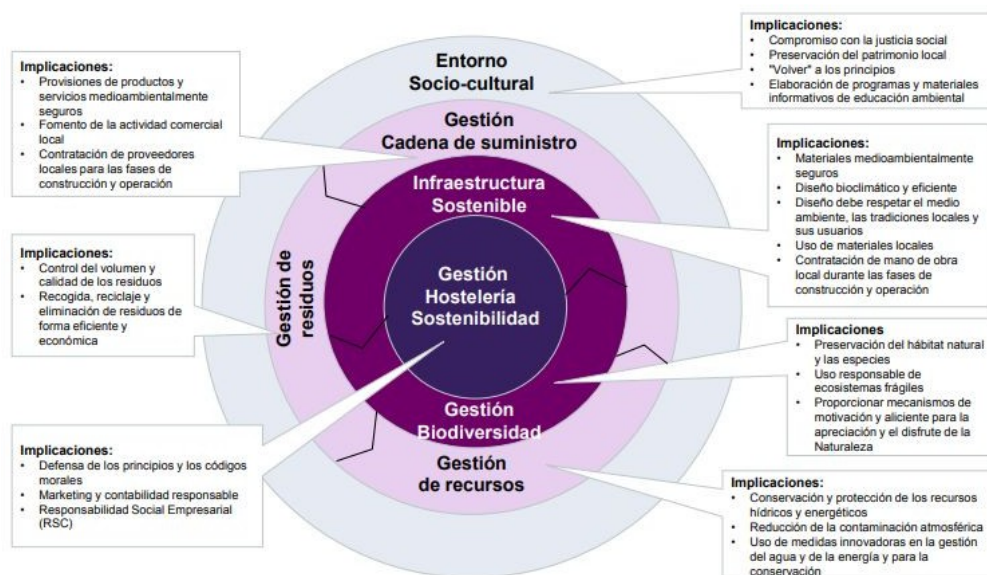 Implicaciones:
• Provisiones de productos y
servicios medioambientalmente
seguros
• Fomento de la actividad comercial
local
• Contratación de proveedores
locales para las fases de
construcción y operación
Implicaciones:
• Control del volumen y
calidad de los residuos
• Recogida, reciclaje y
eliminación de residuos de
forma eficiente y
económica
Implicaciones:
• Defensa de los principios y los códigos
morales
• Marketing y contabilidad responsable
• Responsabilidad Social Empresarial
(RSC)
Entorno
Socio-cultural
Gestión
Cadena de suministro
Infraestructura
Sostenible
Gestión
Hostelería
Sostenibilidad
Gestión de
residuos
Gestión
Biodiversidad
Gestión
de recursos
Implicaciones:
• Compromiso con la justicia social
• Preservación del patrimonio local
• "Volver" a los principios
• Elaboración de programas y materiales
informativos de educación ambiental
Implicaciones:
• Materiales medioambientalmente
seguros
• Diseño bioclimático y eficiente
• Diseño debe respetar el medio
ambiente, las tradiciones locales y
sus usuarios
• Uso de materiales locales
• Contratación de mano de obra
local durante las fases de
construcción y operación
Implicaciones
• Preservación del hábitat natural
y las especies
• Uso responsable de
ecosistemas frágiles
• Proporcionar mecanismos de
motivación y aliciente para la
apreciación y el disfrute de la
Naturaleza
Implicaciones:
• Conservación y protección de los recursos
hídricos y energéticos
• Reducción de la contaminación atmosférica
• Uso de medidas innovadoras en la gestión
del agua y de la energía y para la
conservación